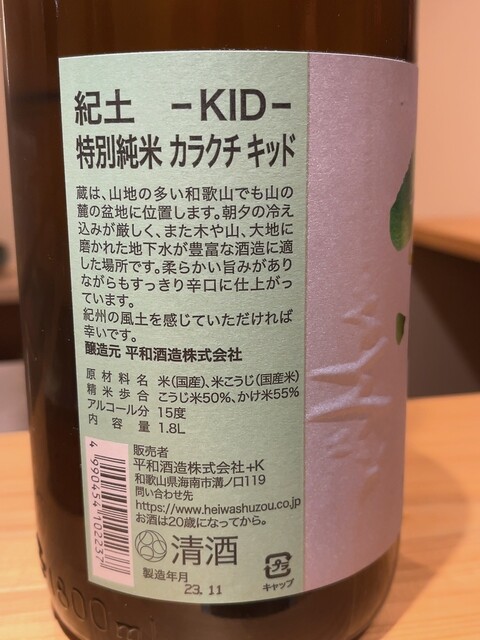 紀土 −KID−
特別純米 カラクチ キッド
蔵は、山地の多い和歌山でも山の
麓の盆地に位置します。朝夕の冷え
込みが厳しく、また木や山、大地に
磨かれた地下水が豊富な酒造に適
した場所です。柔らかい旨みがあり
ながらもすっきり辛口に仕上がっ
ています。
紀州の風土を感じていただければ
幸いです。
醸造元 平和酒造株式会社
原材料名 米(国産)、米こうじ(国産米)
精米歩合 こうじ米50%、かけ米55%
アルコール分 15度
内容量 1.8L
販売者
平和酒造株式会社+K
和歌山県海南市溝ノ口119
問い合わせ先
https://www.heiwashuzou.co.jp
お酒は20歳になってから。
4990454102237
清酒
製造年月
23.11
キャップ
1800m